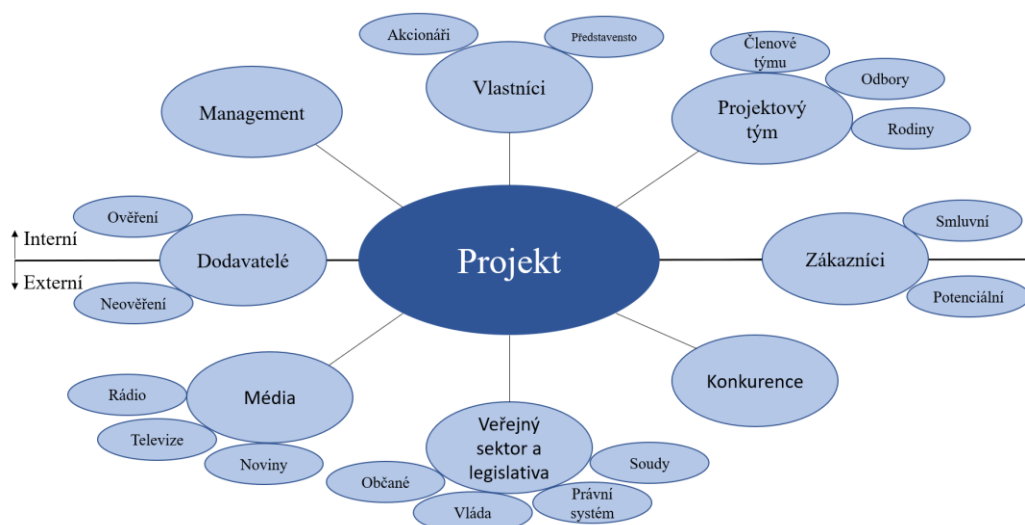 Akcionáři
Představensto
Vlastníci
Členové
týmu
Odbory
Projektový
tým
Rodiny
Management
Ověření
Interní
Externí
Dodavatelé
Neověření
Projekt
Smluvní
Zákazníci
Potenciální
Konkurence
Rádio
Média
Televize
Noviny
Veřejný
sektor a
legislativa
Občané
Vláda
Právní
systém
Soudy